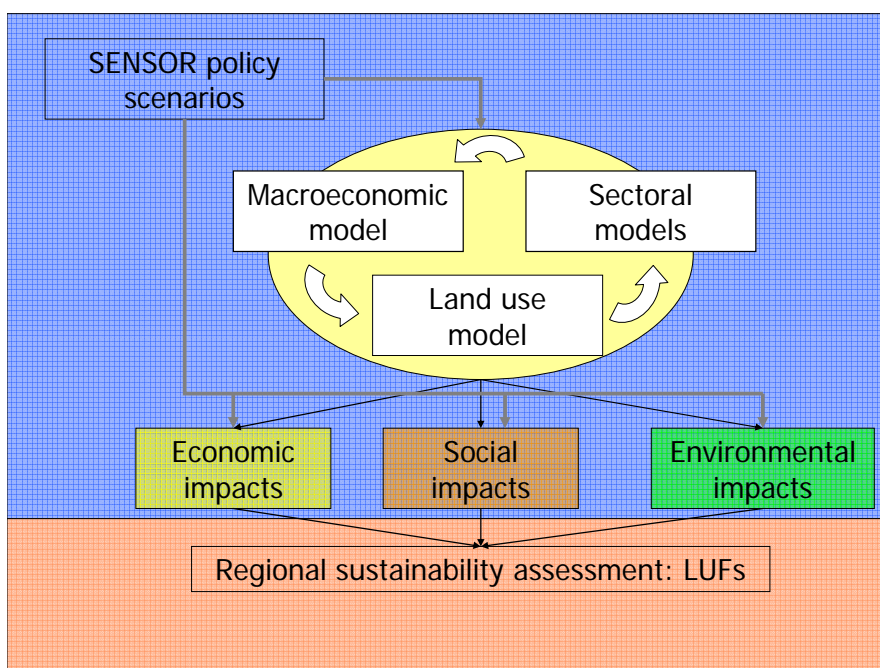 SENSOR policy
scenarios
Macroeconomic
model
Sectoral
models
Land use
model
Economic
impacts
Social
impacts
Environmental
impacts
Regional sustainability assessment: LUFs